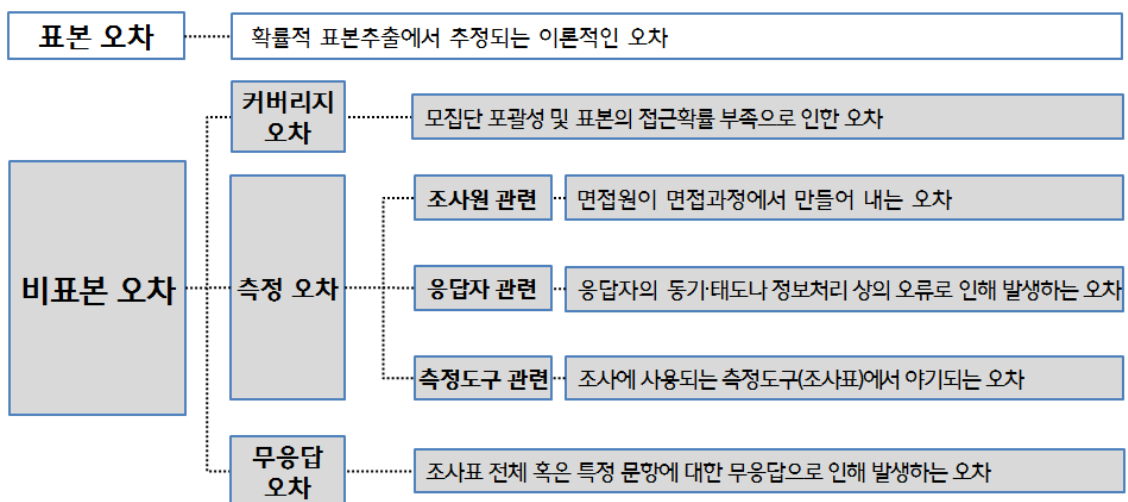 표본 오차
확률적 표본추출에서 추정되는 이론적인 오차
커버리지
오차
모집단 포괄성 및 표본의 접근확률 부족으로 인한 오차
비표본 오차
측정 오차
조사원 관련
면접원이 면접과정에서 만들어 내는 오차
응답자 관련
응답자의 동기·태도나 정보처리 상의 오류로 인해 발생하는 오차
측정도구 관련
조사에 사용되는 측정도구(조사표)에서 야기되는 오차
무응답
오차
조사표 전체 혹은 특정 문항에 대한 무응답으로 인해 발생하는 오차